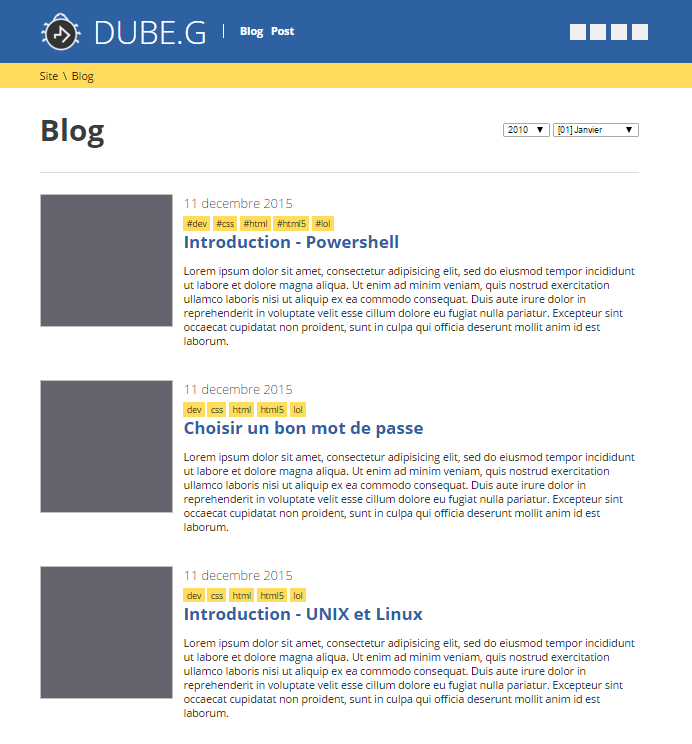 DUBE.G
Blog Post
Site \ Blog
Blog
2010 [01] Janvier
11 decembre 2015
#dev #css #html #html5 #lol
Introduction - Powershell
Lorem ipsum dolor sit amet, consectetur adipisicing elit, sed do eiusmod tempor incididunt
ut labore et dolore magna aliqua. Ut enim ad minim veniam, quis nostrud exercitation
ullamco laboris nisi ut aliquip ex ea commodo consequat. Duis aute irure dolor in
reprehenderit in voluptate velit esse cillum dolore eu fugiat nulla pariatur. Excepteur sint
occaecat cupidatat non proident, sunt in culpa qui officia deserunt mollit anim id est
laborum.
11 decembre 2015
dev css html html5 lol
Choisir un bon mot de passe
Lorem ipsum dolor sit amet, consectetur adipisicing elit, sed do eiusmod tempor incididunt
ut labore et dolore magna aliqua. Ut enim ad minim veniam, quis nostrud exercitation
ullamco laboris nisi ut aliquip ex ea commodo consequat. Duis aute irure dolor in
reprehenderit in voluptate velit esse cillum dolore eu fugiat nulla pariatur. Excepteur sint
occaecat cupidatat non proident, sunt in culpa qui officia deserunt mollit anim id est
laborum.
11 decembre 2015
dev css html html5 lol
Introduction - UNIX et Linux
Lorem ipsum dolor sit amet, consectetur adipisicing elit, sed do eiusmod tempor incididunt
ut labore et dolore magna aliqua. Ut enim ad minim veniam, quis nostrud exercitation
ullamco laboris nisi ut aliquip ex ea commodo consequat. Duis aute irure dolor in
reprehenderit in voluptate velit esse cillum dolore eu fugiat nulla pariatur. Excepteur sint
occaecat cupidatat non proident, sunt in culpa qui officia deserunt mollit anim id est
laborum.